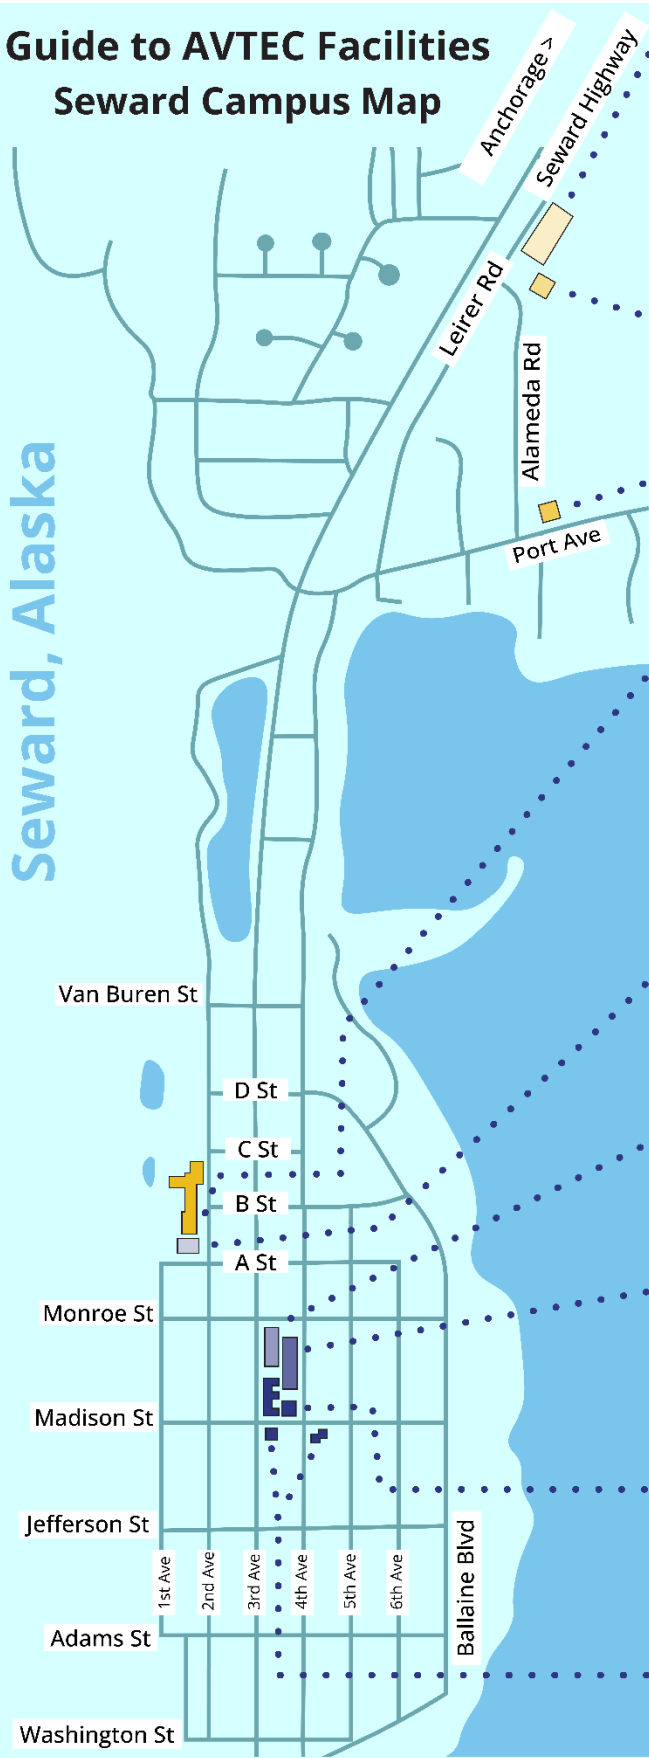 Guide to AVTEC Facilities
Seward Campus Map
Anchorage >
Seward Highway
Leirer Rd
Alameda Rd
Port Ave
Seward, Alaska
Van Buren St
D St
C St
B St
A St
Monroe St
Madison St
Jefferson St
1st Ave
2nd Ave
3rd Ave
4th Ave
5th Ave
6th Ave
Ballaine Blvd
Adams St
Washington St